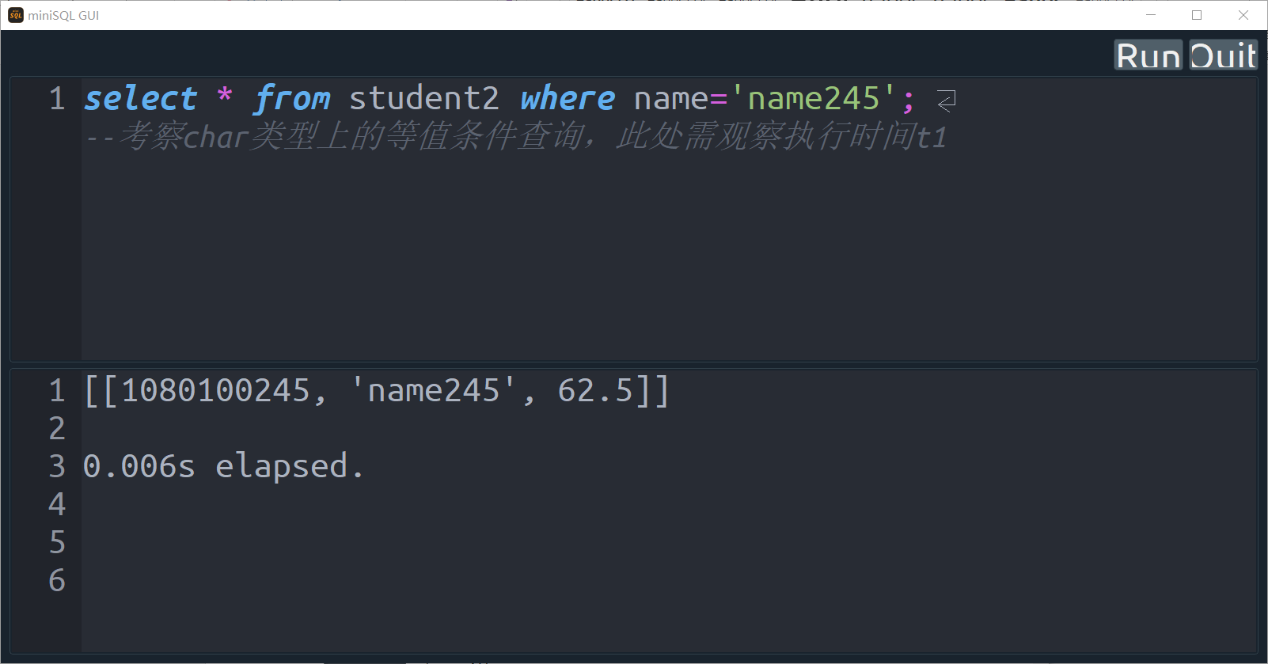 miniSQL GUI
Run Quit
1 select * from student2 where name='name245';
--考察char类型上的等值条件查询，此处需观察执行时间t1
1 [[1080100245, 'name245', 62.5]]
2
3 0.006s elapsed.
4
5
6